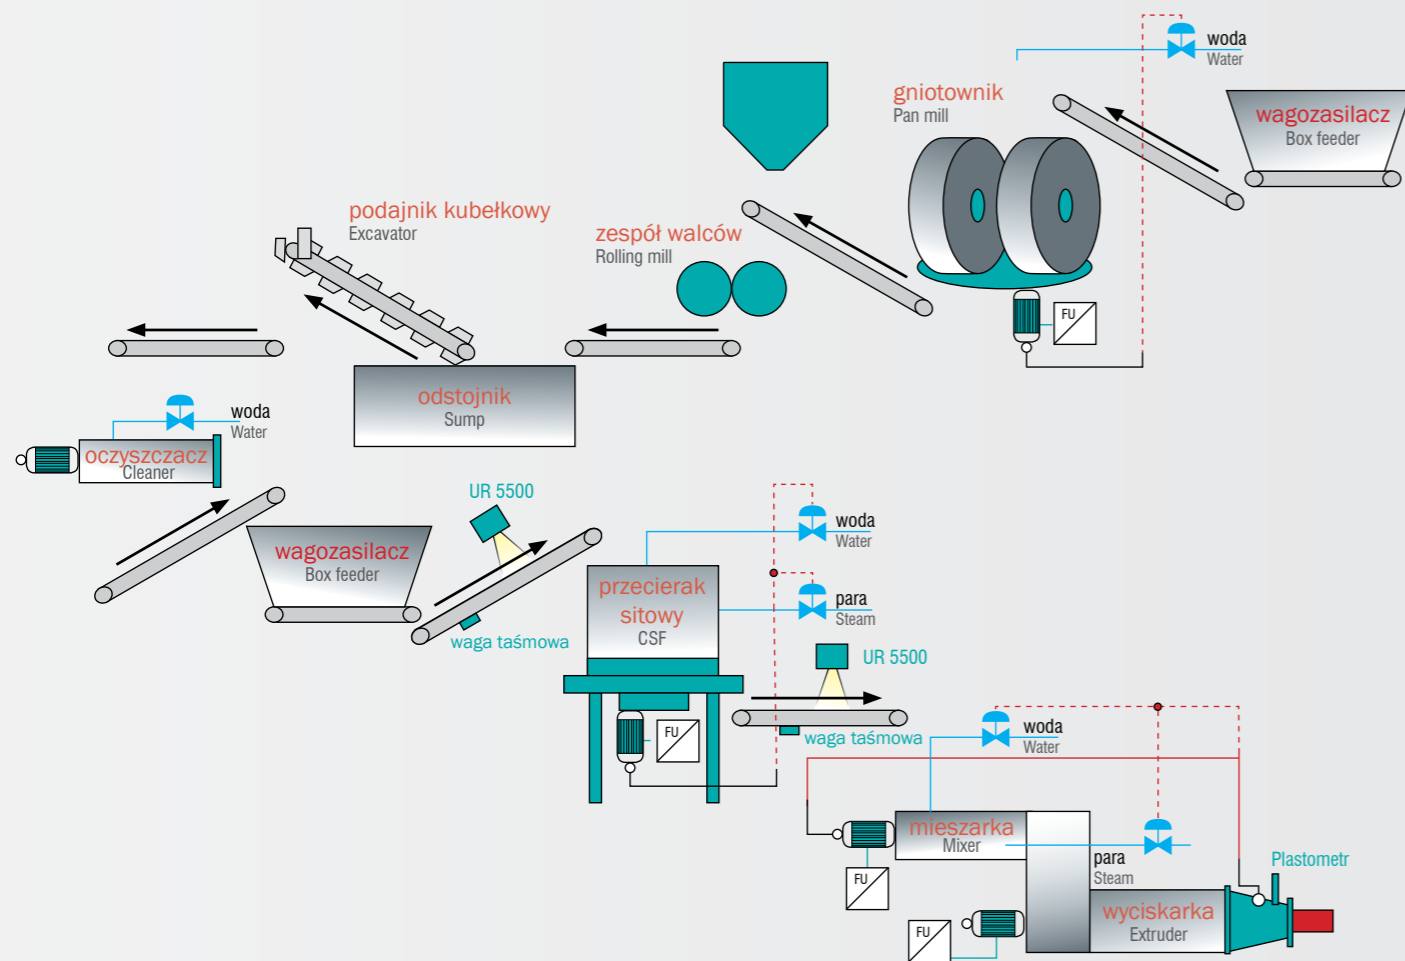 woda
Water
gniotownik
Pan mill
wagozasilacz
Box feeder
podajnik kubełkowy
Excavator
zespół walców
Rolling mill
FU
odstojnik
Sump
woda
Water
oczyszczacz
Cleaner
UR 5500
wagozasilacz
Box feeder
waga taśmowa
woda
Water
przecierak
sitowy
CSF
para
Steam
UR 5500
FU
waga taśmowa
woda
Water
mieszarka
Mixer
para
Steam
Plastometr
FU
wyciskarka
Extruder
FU